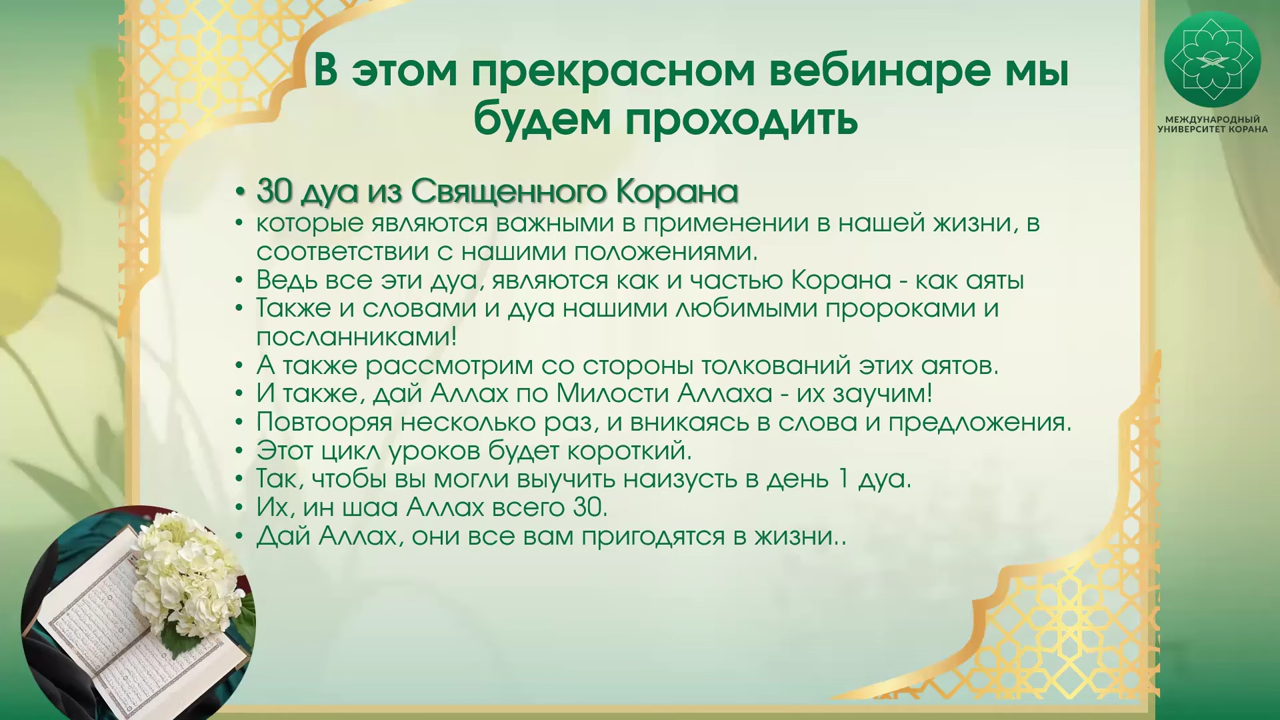 В этом прекрасном вебинаре мы
будем проходить
МЕЖДУНАРОДНЫЙ
УНИВЕРСИТЕТ КОРАНА
• 30 дуа из Священного Корана
• которые являются важными в применении в нашей жизни, в
соответствии с нашими положениями.
• Ведь все эти дуа, являются как и частью Корана - как аяты
• Также и словами и дуа нашими любимыми пророками и
посланниками!
• А также рассмотрим со стороны толкований этих аятов.
• И также, дай Аллах по Милости Аллаха - их заучим!
• Повтооряя несколько раз, и вникаясь в слова и предложения.
• Этот цикл уроков будет короткий.
• Так, чтобы вы могли выучить наизусть в день 1 дуа.
• Их, ин шаа Аллах всего 30.
• Дай Аллах, они все вам пригодятся в жизни..